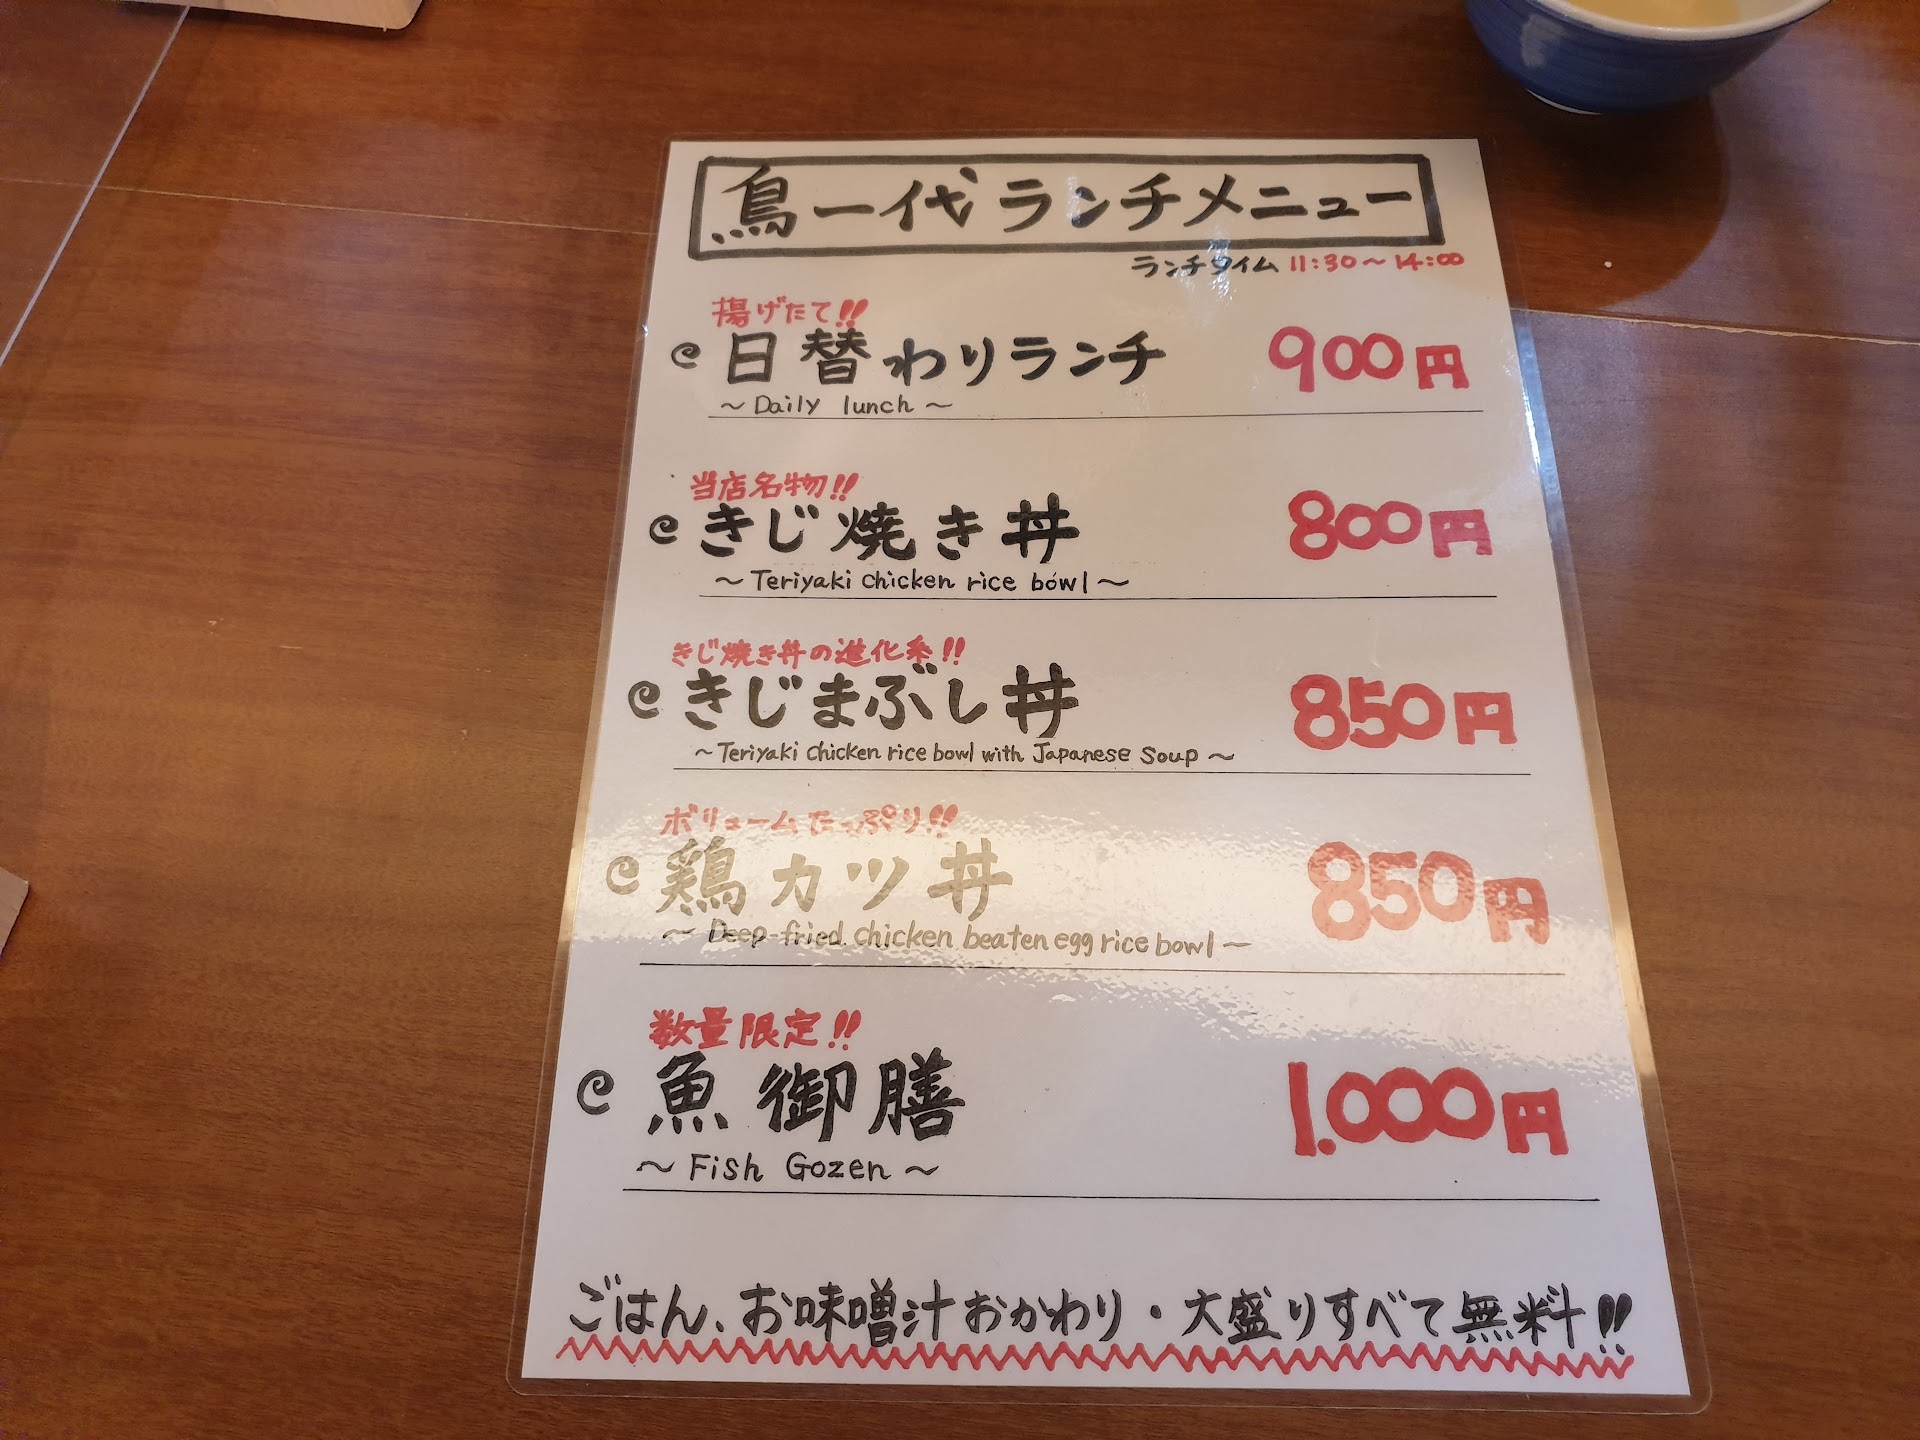 鳥一代ランチメニュー
ランチタイム 11:30～14:00
揚げたて!!
日替わりランチ 900円
～Daily lunch～
当店名物!!
きじ焼き丼 800円
～Teriyaki chicken rice bowl～
きじ焼き丼の進化系!!
きじまぶし丼 850円
～Teriyaki chicken rice bowl with Japanese soup～
ボリュームたっぷり!!
鶏カツ丼 850円
～Deep-fried chicken beaten egg rice bowl～
数量限定!!
魚御膳 1.000円
～Fish Gozen～
ごはん、お味噌汁おかわり・大盛りすべて無料!!